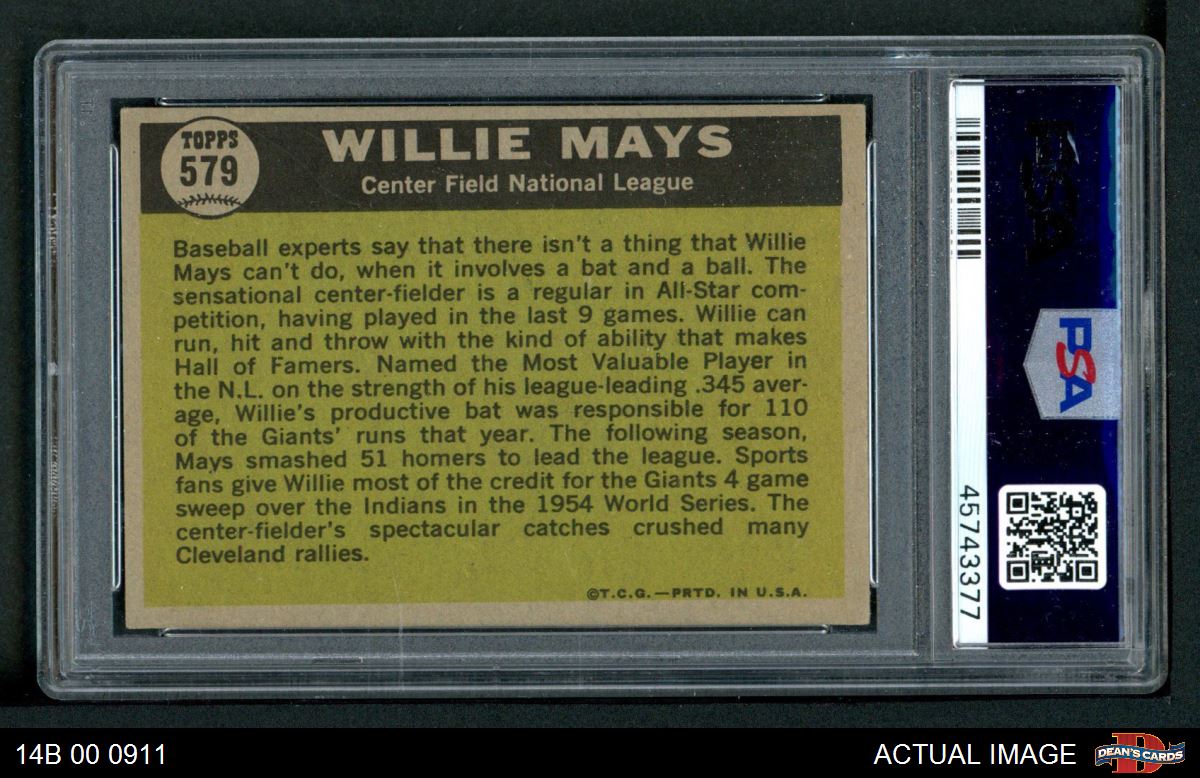 TOPPS
579
WILLIE MAYS
Center Field National League
Baseball experts say that there isn't a thing that Willie
Mays can't do, when it involves a bat and a ball. The
sensational center-fielder is a regular in All-Star com-
petition, having played in the last 9 games. Willie can
run, hit and throw with the kind of ability that makes
Hall of Famers. Named the Most Valuable Player in
the N.L. on the strength of his league-leading .345 aver-
age, Willie's productive bat was responsible for 110
of the Giants' runs that year. The following season,
Mays smashed 51 homers to lead the league. Sports
fans give Willie most of the credit for the Giants 4 game
sweep over the Indians in the 1954 World Series. The
center-fielder's spectacular catches crushed many
Cleveland rallies.
©T.C.G.—PRTD. IN U.S.A.
PSA
PSA
45743377
14B 00 0911
ACTUAL IMAGE
DEAN'S CARDS